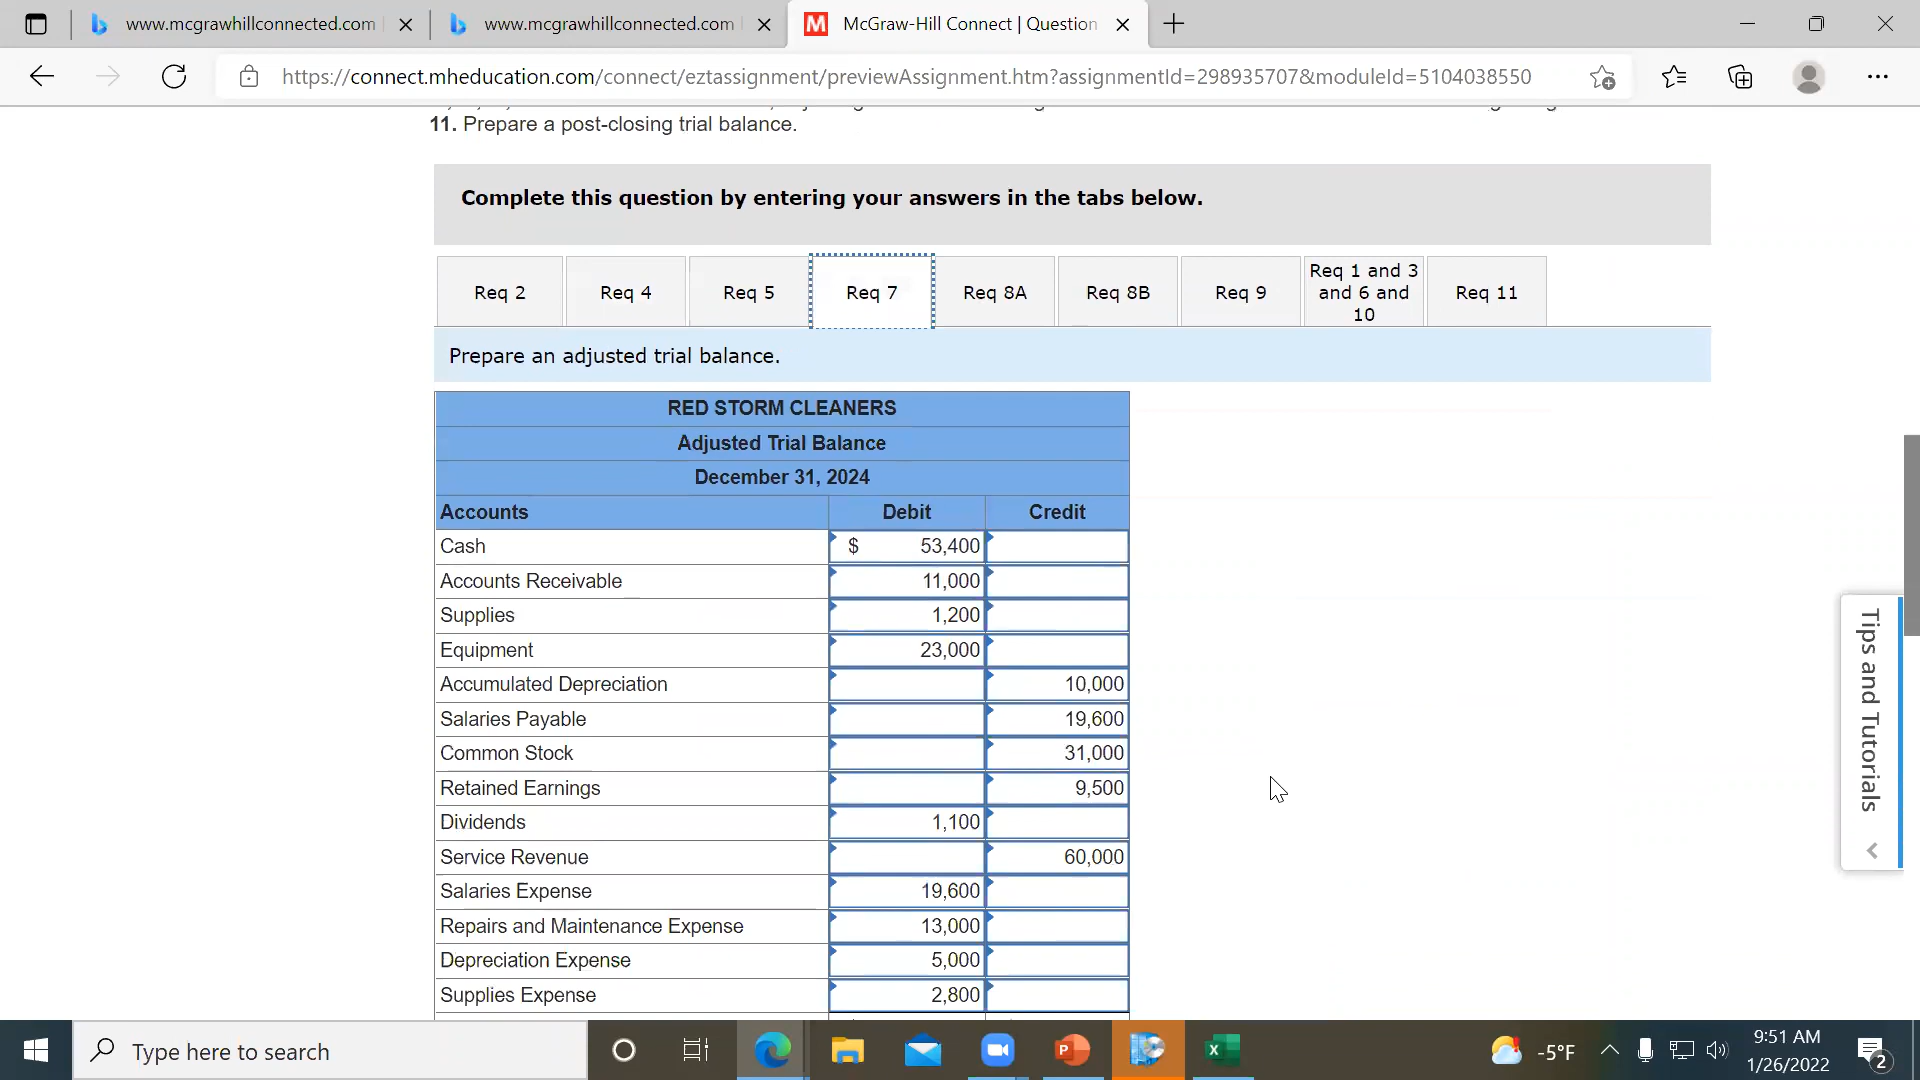 www.mcgrawhillconnected.com
www.mcgrawhillconnected.com
M McGraw-Hill Connect | Question
https://connect.mheducation.com/connect/eztassignment/previewAssignment.htm?assignmentId=298935707&moduleId=5104038550
11. Prepare a post-closing trial balance.
Complete this question by entering your answers in the tabs below.
Req 2 Req 4 Req 5 Req 7 Req 8A Req 8B Req 9 Req 1 and 3 and 6 and 10 Req 11
Prepare an adjusted trial balance.
RED STORM CLEANERS
Adjusted Trial Balance
December 31, 2024
Accounts Debit Credit
Cash $ 53,400
Accounts Receivable 11,000
Supplies 1,200
Equipment 23,000
Accumulated Depreciation 10,000
Salaries Payable 19,600
Common Stock 31,000
Retained Earnings 9,500
Dividends 1,100
Service Revenue 60,000
Salaries Expense 19,600
Repairs and Maintenance Expense 13,000
Depreciation Expense 5,000
Supplies Expense 2,800
Tips and Tutorials
Type here to search
-5°F
9:51 AM
1/26/2022
2